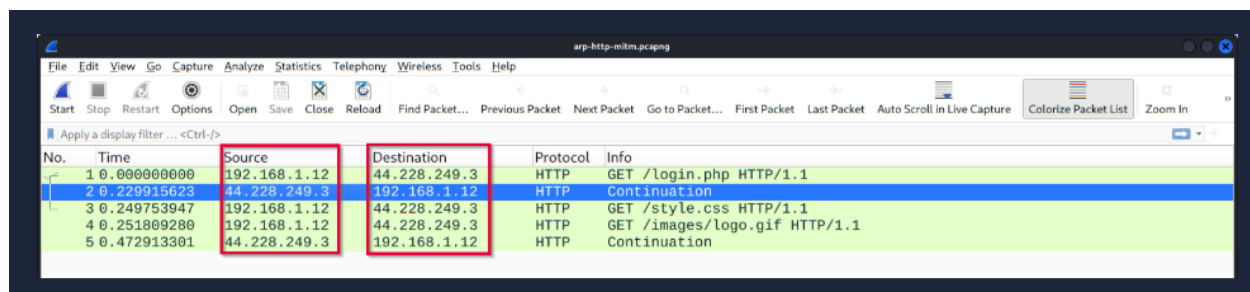 arp-http-mitm.pcapng
File Edit View Go Capture Analyze Statistics Telephony Wireless Tools Help
Start Stop Restart Options Open Save Close Reload Find Packet... Previous Packet Next Packet Go to Packet... First Packet Last Packet Auto Scroll in Live Capture Colorize Packet List Zoom In »
Apply a display filter ... <Ctrl-/>
No. Time Source Destination Protocol Info
1 0.000000000 192.168.1.12 44.228.249.3 HTTP GET /login.php HTTP/1.1
2 0.229915623 44.228.249.3 192.168.1.12 HTTP Continuation
3 0.249753947 192.168.1.12 44.228.249.3 HTTP GET /style.css HTTP/1.1
4 0.251809280 192.168.1.12 44.228.249.3 HTTP GET /images/logo.gif HTTP/1.1
5 0.472913301 44.228.249.3 192.168.1.12 HTTP Continuation